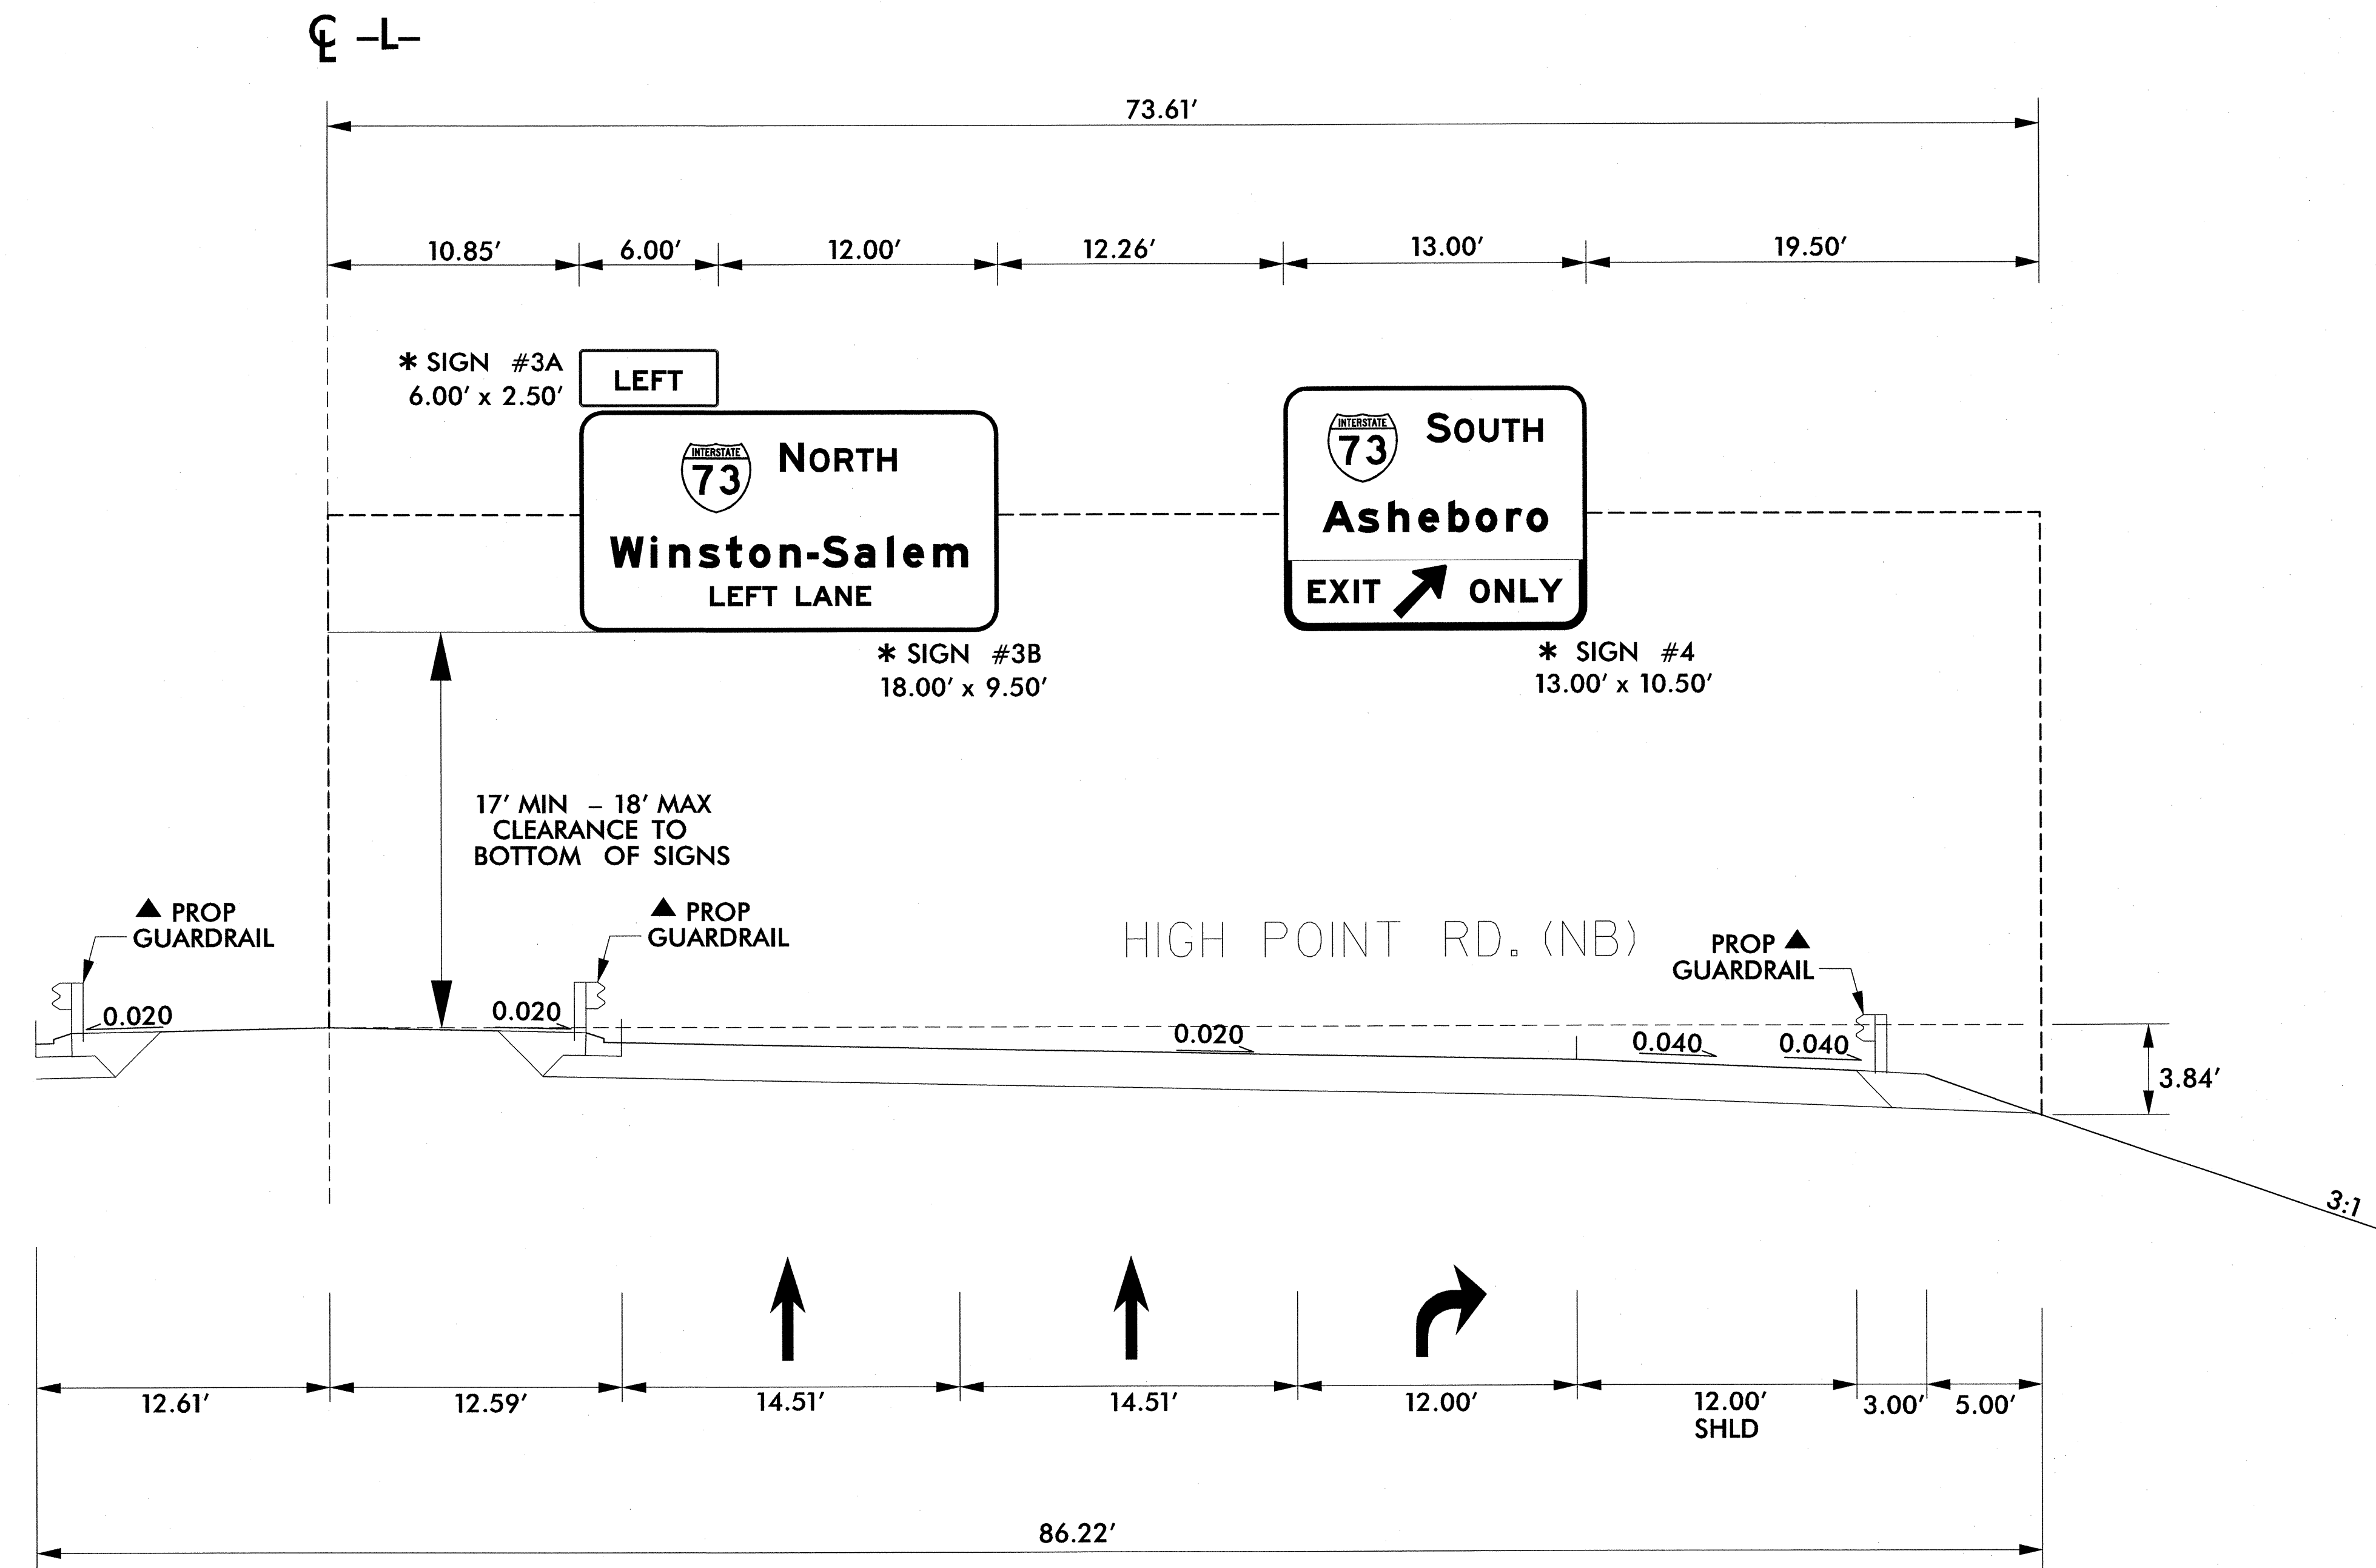 ℄ –L–
73.61′
10.85′ 6.00′ 12.00′ 12.26′ 13.00′ 19.50′
* SIGN #3A
6.00′ x 2.50′
LEFT
INTERSTATE
73
NORTH
Winston-Salem
LEFT LANE
* SIGN #3B
18.00′ x 9.50′
INTERSTATE
73
SOUTH
Asheboro
EXIT ONLY
* SIGN #4
13.00′ x 10.50′
17′ MIN – 18′ MAX
CLEARANCE TO
BOTTOM OF SIGNS
▲ PROP
GUARDRAIL
▲ PROP
GUARDRAIL
HIGH POINT RD. (NB)
PROP ▲
GUARDRAIL
0.020 0.020 0.020 0.040 0.040
3.84′
3:1
12.61′ 12.59′ 14.51′ 14.51′ 12.00′ 12.00′ 3.00′ 5.00′
SHLD
86.22′